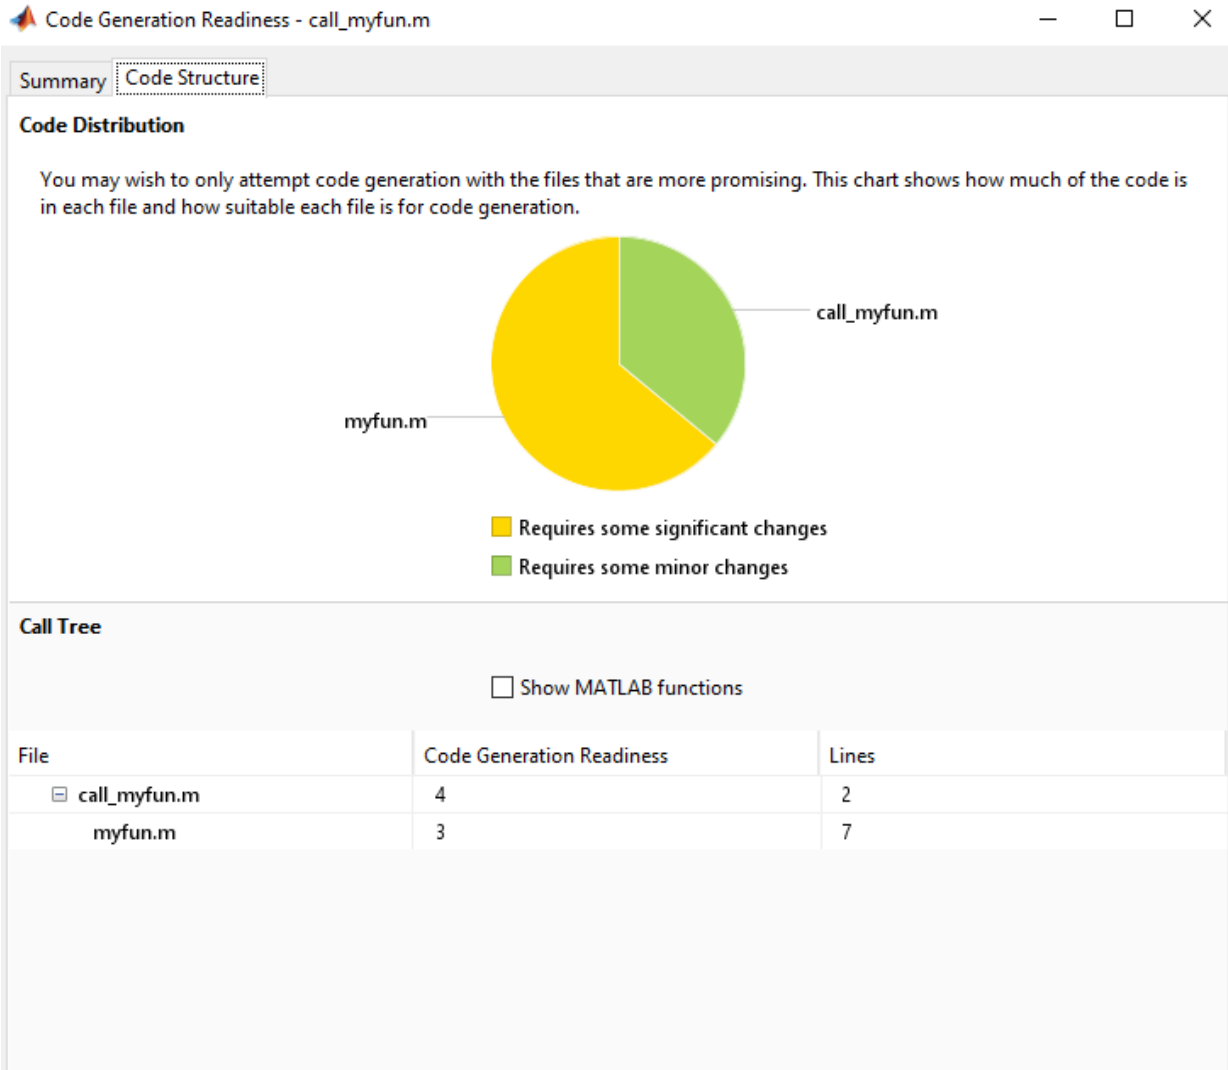 Code Generation Readiness - call_myfun.m
Summary
Code Structure
Code Distribution
You may wish to only attempt code generation with the files that are more promising. This chart shows how much of the code is
in each file and how suitable each file is for code generation.
call_myfun.m
myfun.m
Requires some significant changes
Requires some minor changes
Call Tree
Show MATLAB functions
File Code Generation Readiness Lines
call_myfun.m 4 2
myfun.m 3 7